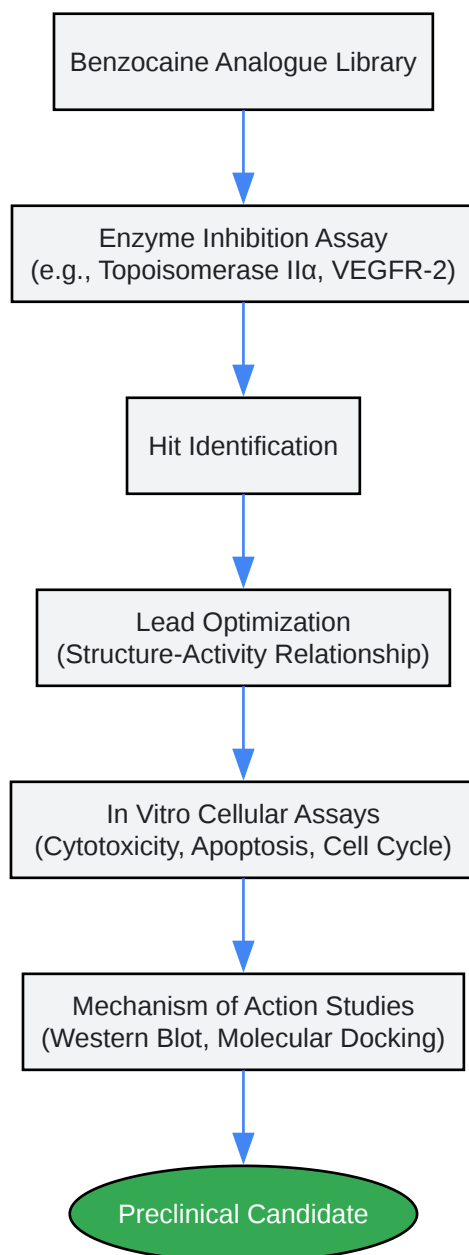 Benzocaine Analogue Library
Enzyme Inhibition Assay
(e.g., Topoisomerase IIα, VEGFR-2)
Hit Identification
Lead Optimization
(Structure-Activity Relationship)
In Vitro Cellular Assays
(Cytotoxicity, Apoptosis, Cell Cycle)
Mechanism of Action Studies
(Western Blot, Molecular Docking)
Preclinical Candidate